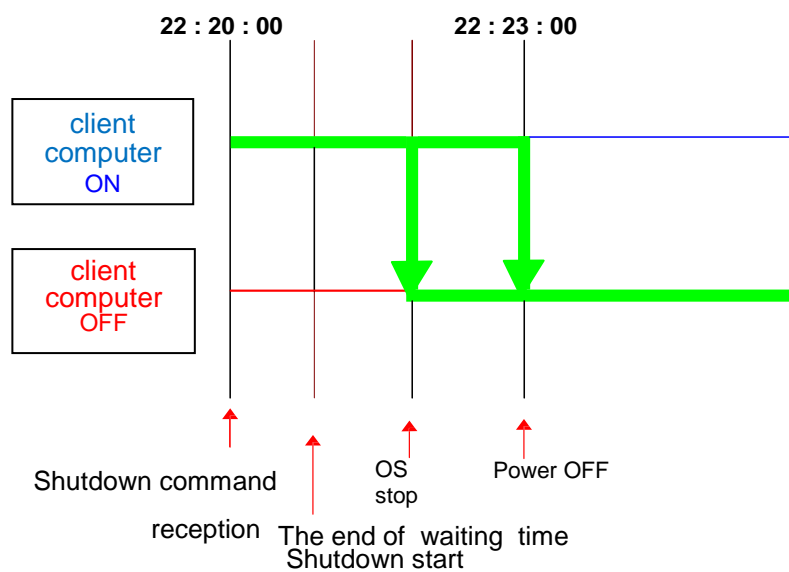 22 : 20 : 00
22 : 23 : 00
client
computer
ON
client
computer
OFF
Shutdown command
reception
The end of waiting time
Shutdown start
OS
stop
Power OFF